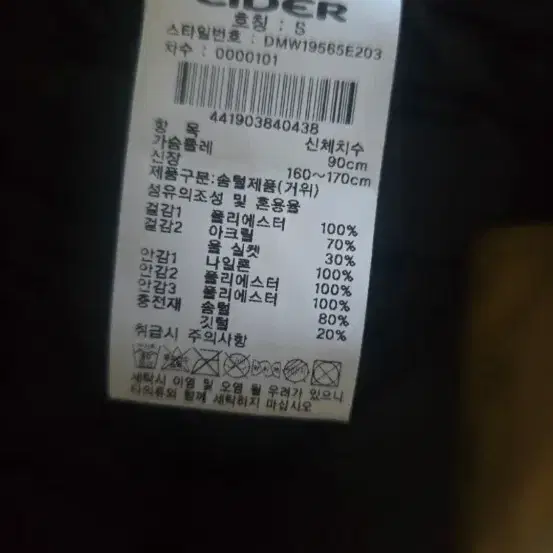 EIDER
호칭 : S
스타일번호 : DMW19565E203
차수 : 0000101
441903840438
항 목 신체치수
가슴둘레 90cm
신장 160~170cm
제품구분:솜털제품(거위)
섬유의조성 및 혼용율
겉감1 폴리에스터 100%
겉감2 아크릴 70%
울 실켓 30%
안감1 나일론 100%
안감2 폴리에스터 100%
안감3 폴리에스터 100%
충전재 솜털 80%
깃털 20%
취급시 주의사항
세탁시 이염 및 오염 될 우려가 있으니
타의류와 함께 세탁하지 마십시오